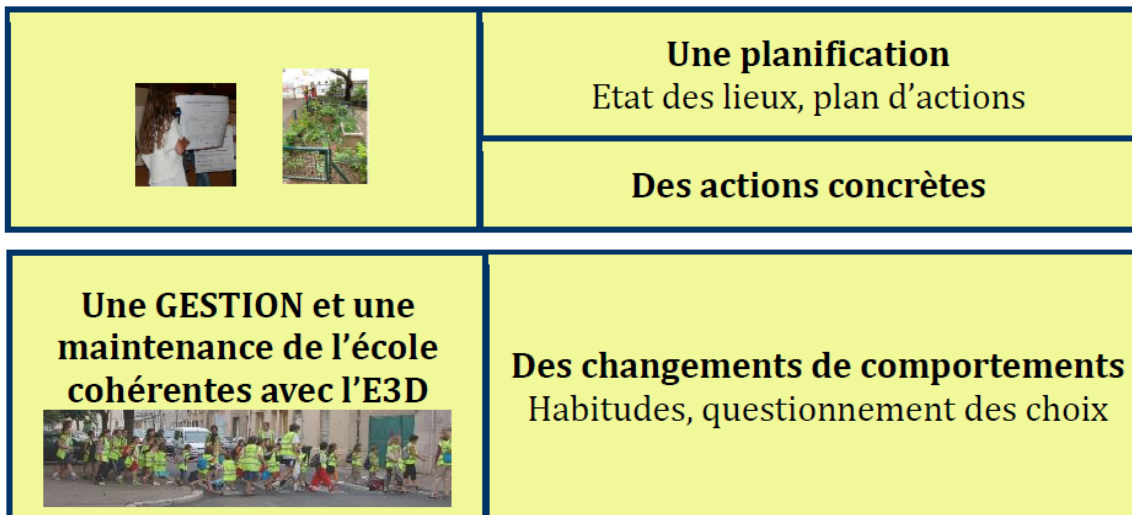 Une planification
Etat des lieux, plan d’actions
Des actions concrètes
Une GESTION et une
maintenance de l’école
cohérentes avec l’E3D
Des changements de comportements
Habitudes, questionnement des choix